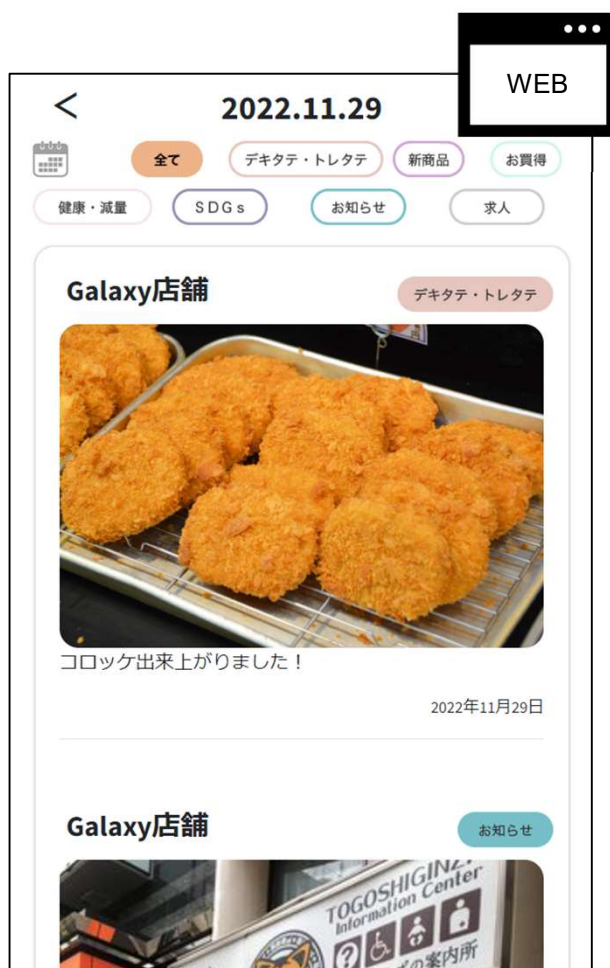 WEB
<
2022.11.29
全て
デキタテ・トレタテ
新商品
お買得
健康・減量
SDGs
お知らせ
求人
Galaxy店舗
デキタテ・トレタテ
コロッケ出来上がりました！
2022年11月29日
Galaxy店舗
お知らせ
TOGOSHIGINZA
Information Center
の案内所